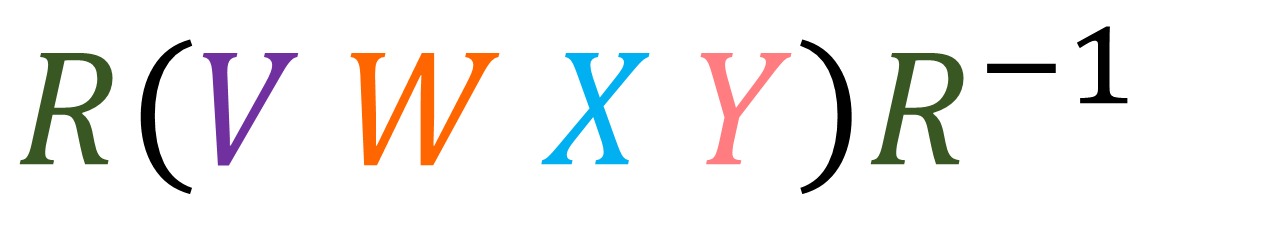 R(V W X Y)R⁻¹